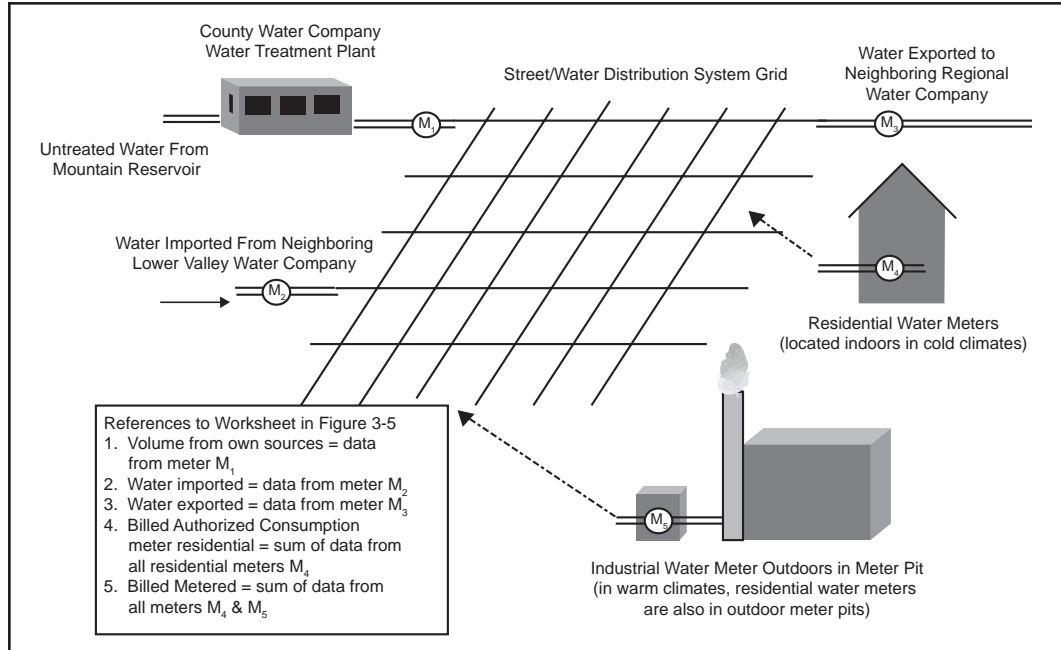 County Water Company
Water Treatment Plant
Street/Water Distribution System Grid
Water Exported to
Neighboring Regional
Water Company
M1
M3
Untreated Water From
Mountain Reservoir
Water Imported From Neighboring
Lower Valley Water Company
M2
M4
Residential Water Meters
(located indoors in cold climates)
References to Worksheet in Figure 3-5
1. Volume from own sources = data
from meter M1
2. Water imported = data from meter M2
3. Water exported = data from meter M3
4. Billed Authorized Consumption
meter residential = sum of data from
all residential meters M4
5. Billed Metered = sum of data from
all meters M4 & M5
M5
Industrial Water Meter Outdoors in Meter Pit
(in warm climates, residential water meters
are also in outdoor meter pits)